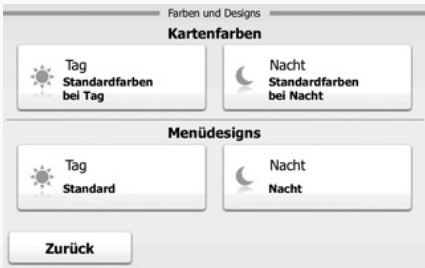 Farben und Designs
Kartenfarben
Tag
Standardfarben
bei Tag
Nacht
Standardfarben
bei Nacht
Menüdesigns
Tag
Standard
Nacht
Nacht
Zurück